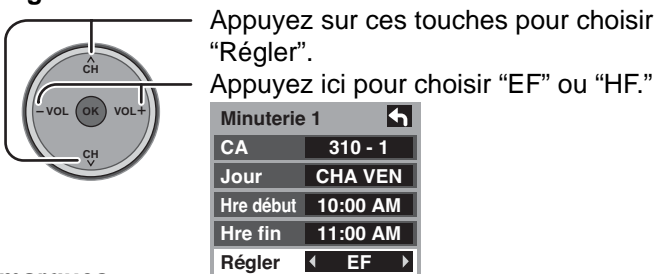 Appuyez sur ces touches pour choisir
“Régler”.
Appuyez ici pour choisir “EF” ou “HF.”
CH
−VOL OK VOL+
CH
Minuterie 1
CA 310 - 1
Jour CHA VEN
Hre début 10:00 AM
Hre fin 11:00 AM
Régler EF